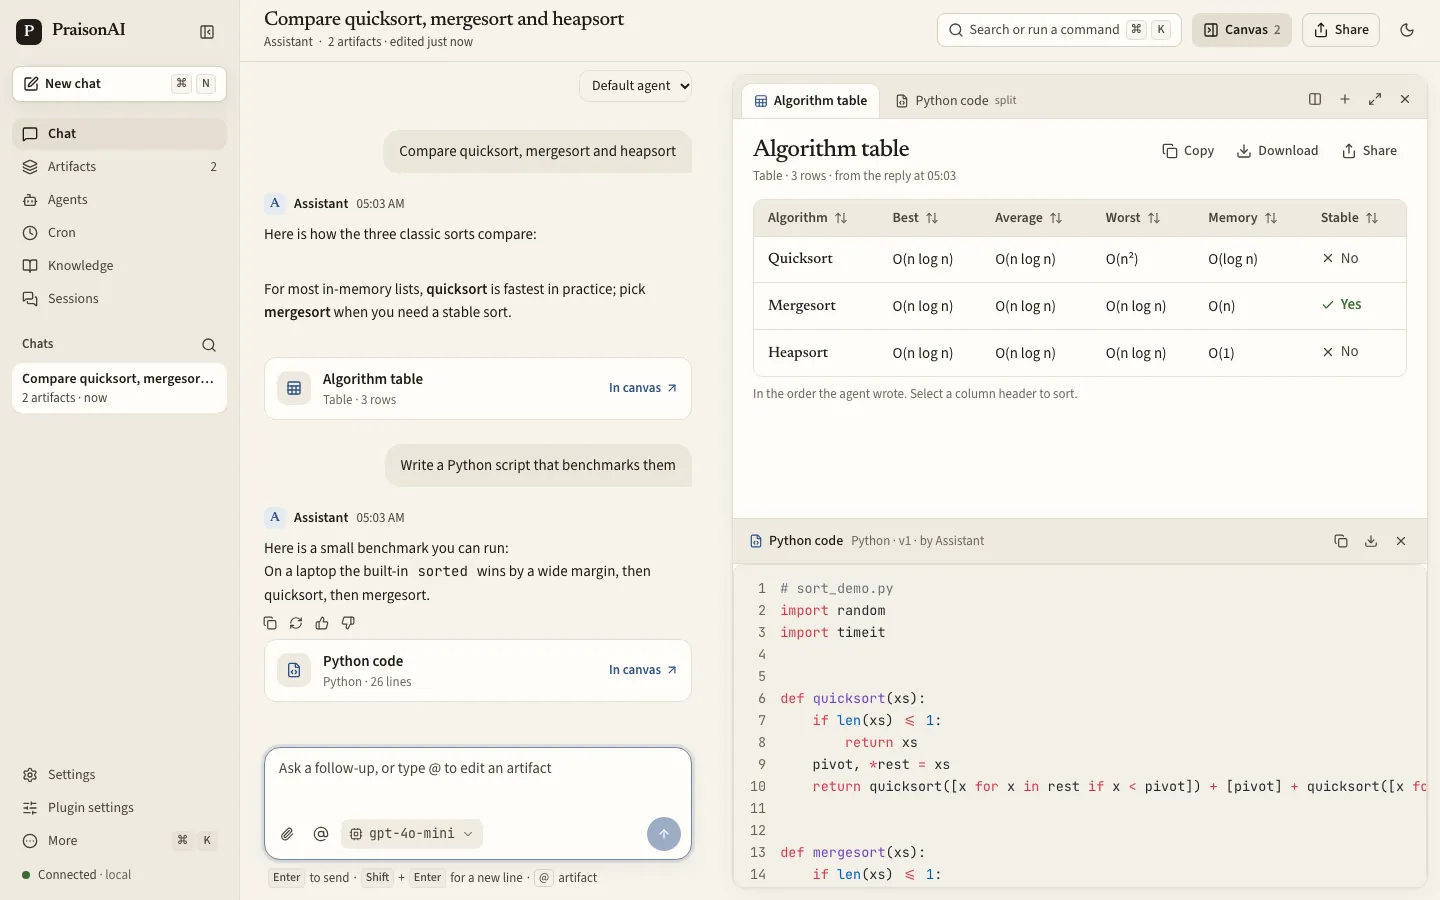 P PraisonAI
New chat ⌘ N
Chat
Artifacts 2
Agents
Cron
Knowledge
Sessions
Chats
Compare quicksort, mergesor...
2 artifacts · now
Settings
Plugin settings
More ⌘ K
Connected · local
Compare quicksort, mergesort and heapsort
Assistant · 2 artifacts · edited just now
Search or run a command ⌘ K
Canvas 2
Share
Default agent
Compare quicksort, mergesort and heapsort
A Assistant 05:03 AM
Here is how the three classic sorts compare:
For most in-memory lists, quicksort is fastest in practice; pick
mergesort when you need a stable sort.
Algorithm table
Table · 3 rows
In canvas
Write a Python script that benchmarks them
A Assistant 05:03 AM
Here is a small benchmark you can run:
On a laptop the built-in sorted wins by a wide margin, then
quicksort, then mergesort.
Python code
Python · 26 lines
In canvas
Ask a follow-up, or type @ to edit an artifact
@ gpt-4o-mini
Enter to send · Shift + Enter for a new line · @ artifact
Algorithm table
Python code split
Algorithm table
Copy Download Share
Table · 3 rows · from the reply at 05:03
Algorithm Best Average Worst Memory Stable
Quicksort O(n log n) O(n log n) O(n²) O(log n) No
Mergesort O(n log n) O(n log n) O(n log n) O(n) Yes
Heapsort O(n log n) O(n log n) O(n log n) O(1) No
In the order the agent wrote. Select a column header to sort.
Python code Python · v1 · by Assistant
1 # sort_demo.py
2 import random
3 import timeit
4
5
6 def quicksort(xs):
7 if len(xs) <= 1:
8 return xs
9 pivot, *rest = xs
10 return quicksort([x for x in rest if x < pivot]) + [pivot] + quicksort([x fo
11
12
13 def mergesort(xs):
14 if len(xs) <= 1: